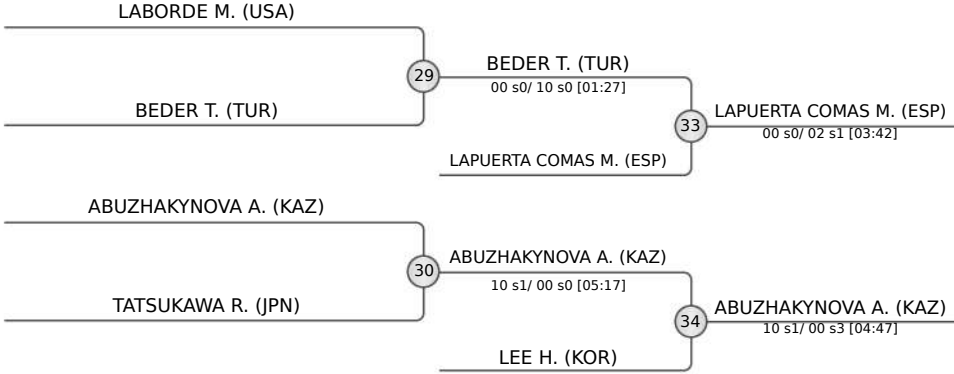 LABORDE M. (USA)
29
BEDER T. (TUR)
00 s0/ 10 s0 [01:27]
BEDER T. (TUR)
33
LAPUERTA COMAS M. (ESP)
00 s0/ 02 s1 [03:42]
LAPUERTA COMAS M. (ESP)
ABUZHAKYNOVA A. (KAZ)
30
ABUZHAKYNOVA A. (KAZ)
10 s1/ 00 s0 [05:17]
TATSUKAWA R. (JPN)
34
ABUZHAKYNOVA A. (KAZ)
10 s1/ 00 s3 [04:47]
LEE H. (KOR)